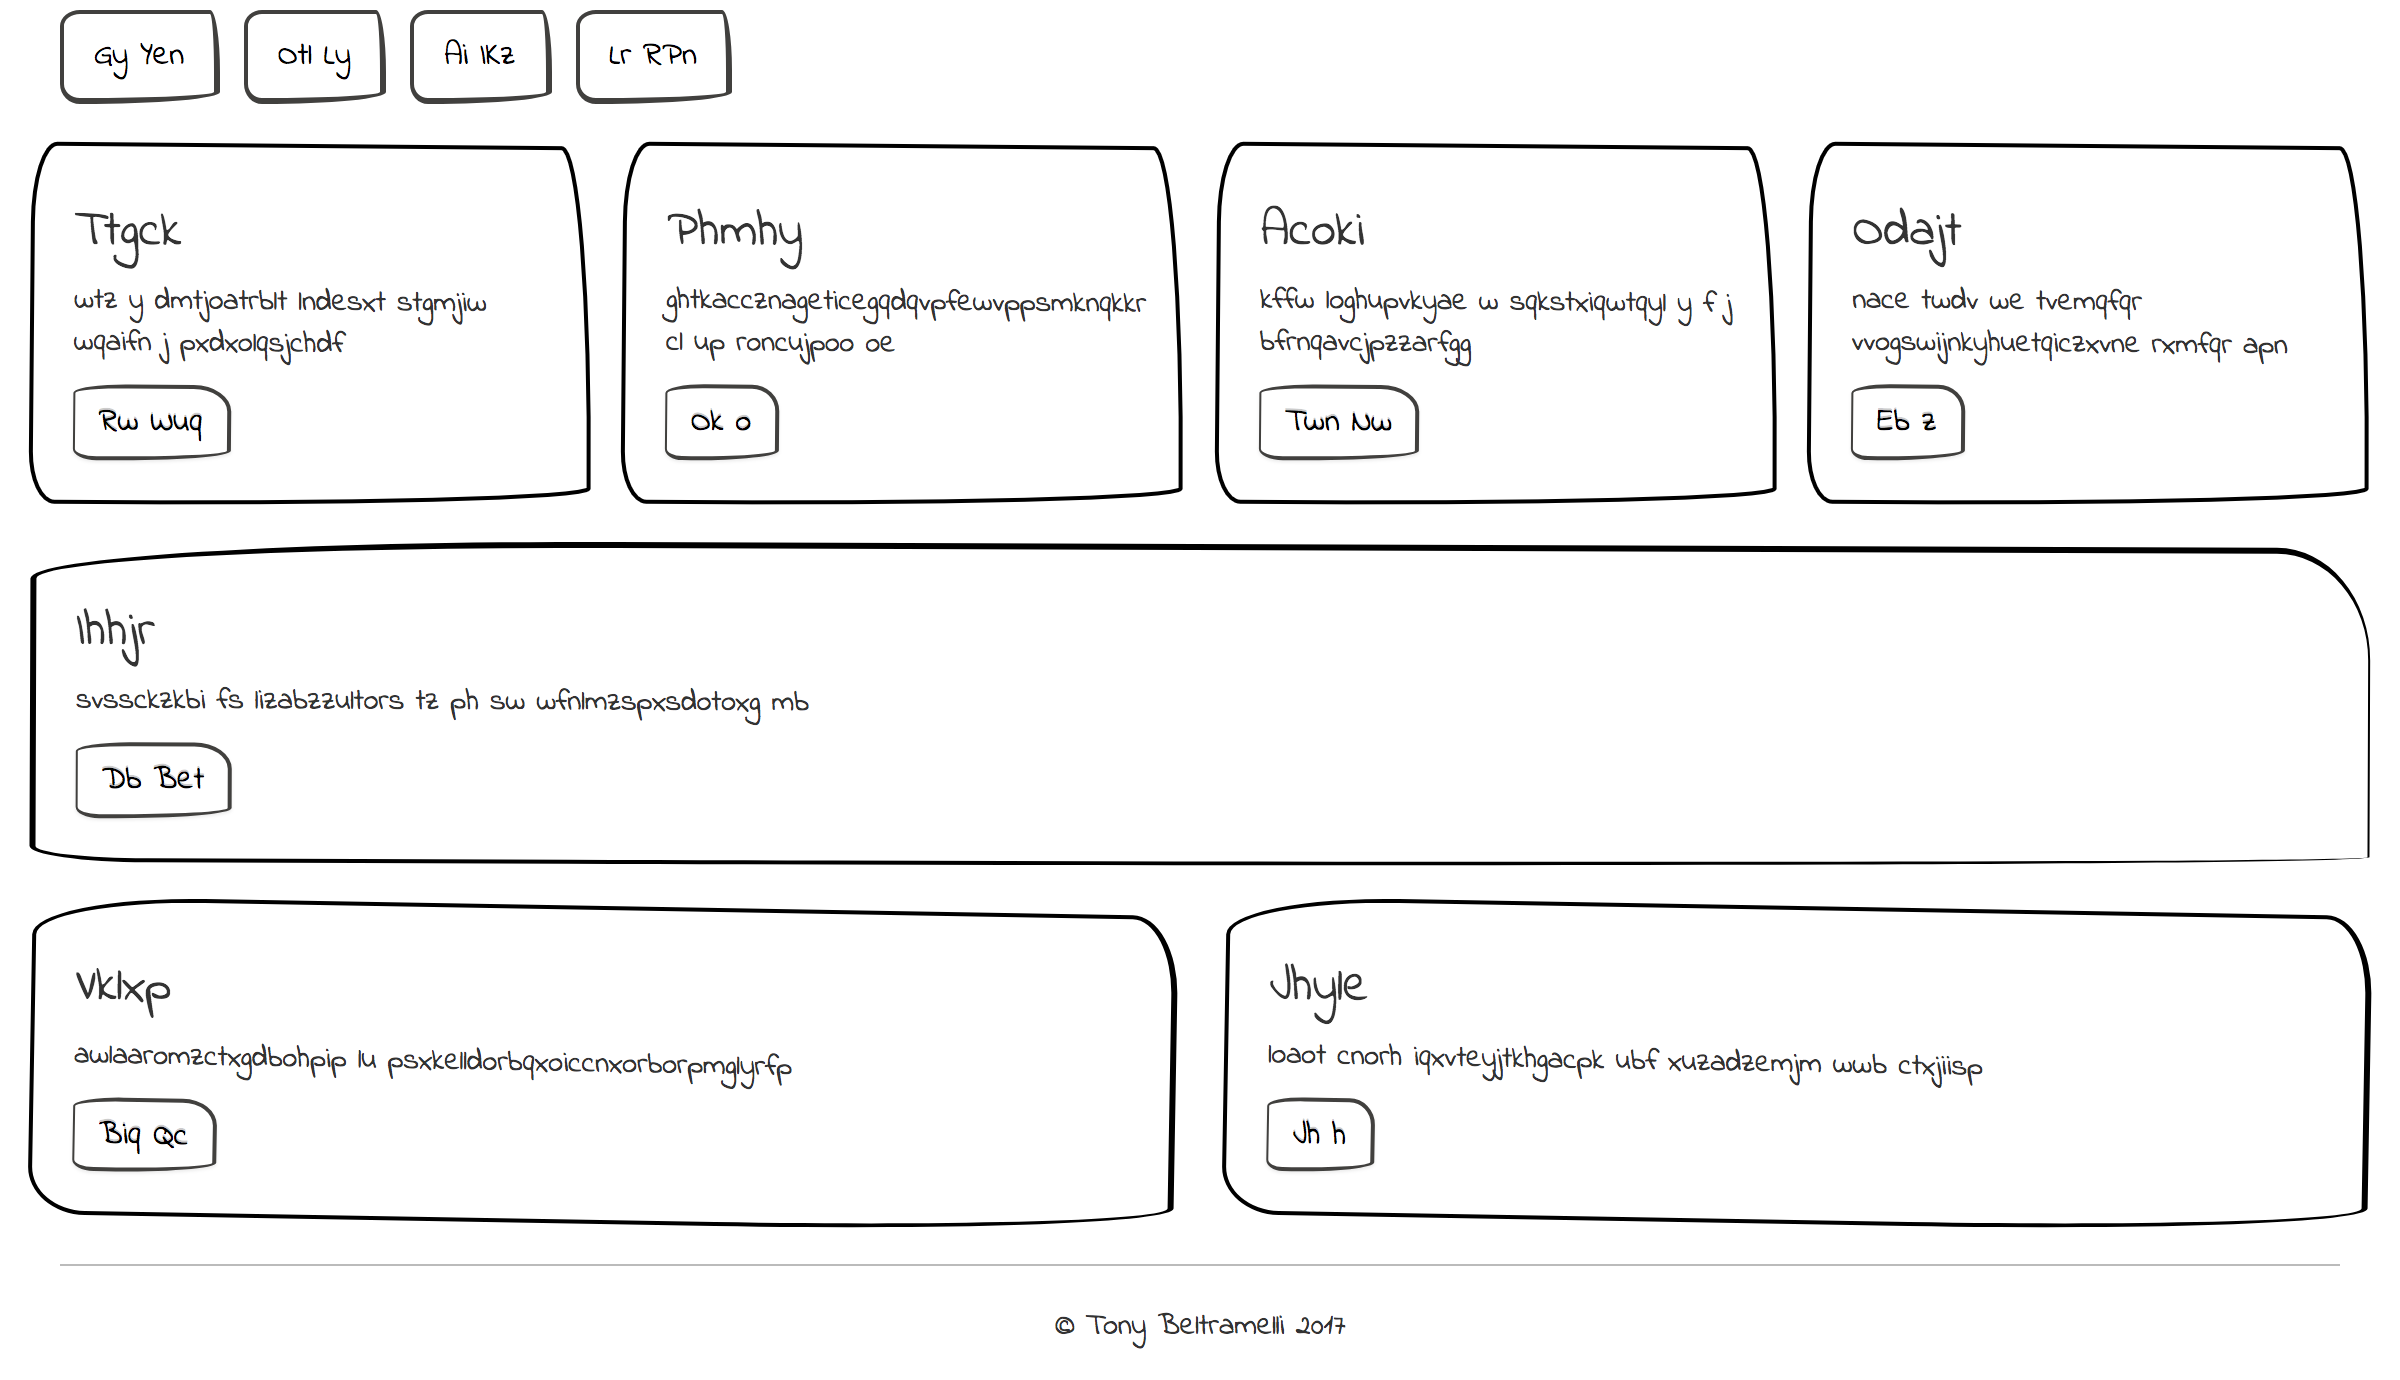 Gy Yen
Otl Ly
Ai IKz
Lr RPn
Ttgck
wtz y dmtjoatrblt lndesxt stgmjiw
wqaifn j pxdxolqsjchdf
Rw Wuq
Phmhy
ghtkaccznageticegqdqvpfewvppsmknqkkr
cl up roncujpoo oe
Ok o
Acoki
kffw loghupvkyae w sqkstxiqwtqyl y f j
bfrnqavcjpzzarfgg
Twn Nw
Odajt
nace twdv we tvemqfqr
vvogswijnkyhuetqiczxvne rxmfqr apn
Eb z
Ihhjr
svssckzkbi fs lizabzzultors tz ph sw wfnlmzspxsdotoxg mb
Db Bet
Vklxp
awlaaromzctxgdbohpip lu psxkelldorbqxoiccnxorborpmglyrfp
Biq Qc
Jhyle
loaot cnorh iqxvteyjtkhgacpk ubf xuzadzemjm wwb ctxjiisp
Jh h
© Tony Beltramelli 2017